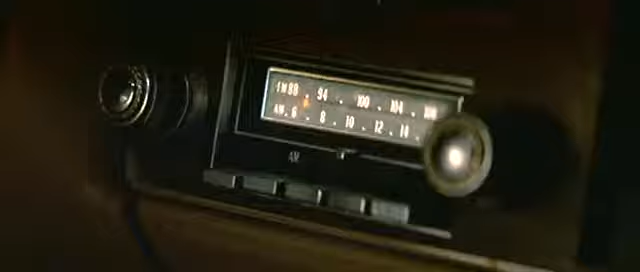 FM 88 . 94 . 100 . 104 . 108
AM . 6 . 8 . 10 . 12 . 14 .
AM